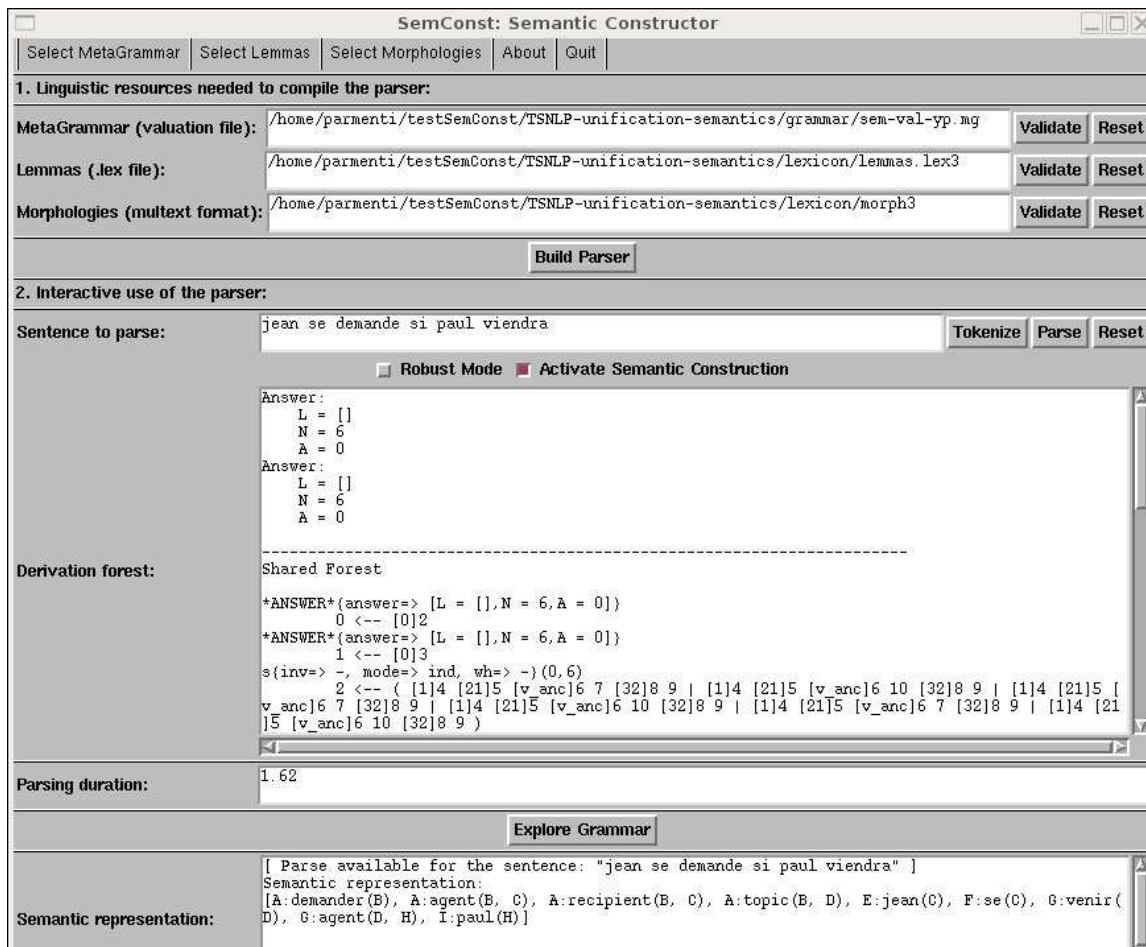 SemConst: Semantic Constructor
Select MetaGrammar Select Lemmas Select Morphologies About Quit
1. Linguistic resources needed to compile the parser:
MetaGrammar (valuation file): /home/parmenti/testSemConst/TSNLP-unification-semantics/grammar/sem-val-yp.mg Validate Reset
Lemmas (.lex file): /home/parmenti/testSemConst/TSNLP-unification-semantics/lexicon/lemmas.lex3 Validate Reset
Morphologies (multext format): /home/parmenti/testSemConst/TSNLP-unification-semantics/lexicon/morph3 Validate Reset
Build Parser
2. Interactive use of the parser:
Sentence to parse: jean se demande si paul viendra Tokenize Parse Reset
Robust Mode Activate Semantic Construction
Derivation forest:
Answer:
L = []
N = 6
A = 0
Answer:
L = []
N = 6
A = 0
----------------------------------------------------------------------
Shared Forest
*ANSWER*{answer=> [L = [],N = 6,A = 0]}
0 <-- [0]2
*ANSWER*{answer=> [L = [],N = 6,A = 0]}
1 <-- [0]3
s{inv=> -, mode=> ind, wh=> -}(0,6)
2 <-- ( [1]4 [21]5 [v_anc]6 7 [32]8 9 | [1]4 [21]5 [v_anc]6 10 [32]8 9 | [1]4 [21]5 [
v_anc]6 7 [32]8 9 | [1]4 [21]5 [v_anc]6 10 [32]8 9 | [1]4 [21]5 [v_anc]6 7 [32]8 9 | [1]4 [21
]5 [v_anc]6 10 [32]8 9 )
Parsing duration: 1.62
Explore Grammar
Semantic representation:
[ Parse available for the sentence: "jean se demande si paul viendra" ]
Semantic representation:
[A:demander(B), A:agent(B, C), A:recipient(B, C), A:topic(B, D), E:jean(C), F:se(C), G:venir(
D), G:agent(D, H), I:paul(H)]